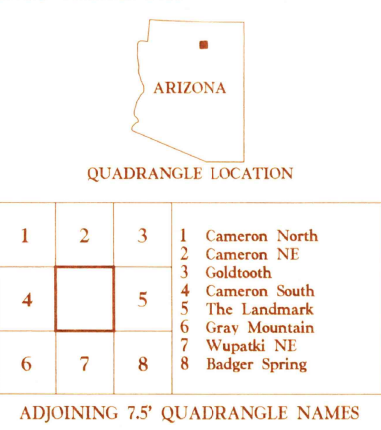 ARIZONA
QUADRANGLE LOCATION
1 2 3
4 5
6 7 8
1 Cameron North
2 Cameron NE
3 Goldtooth
4 Cameron South
5 The Landmark
6 Gray Mountain
7 Wupatki NE
8 Badger Spring
ADJOINING 7.5' QUADRANGLE NAMES